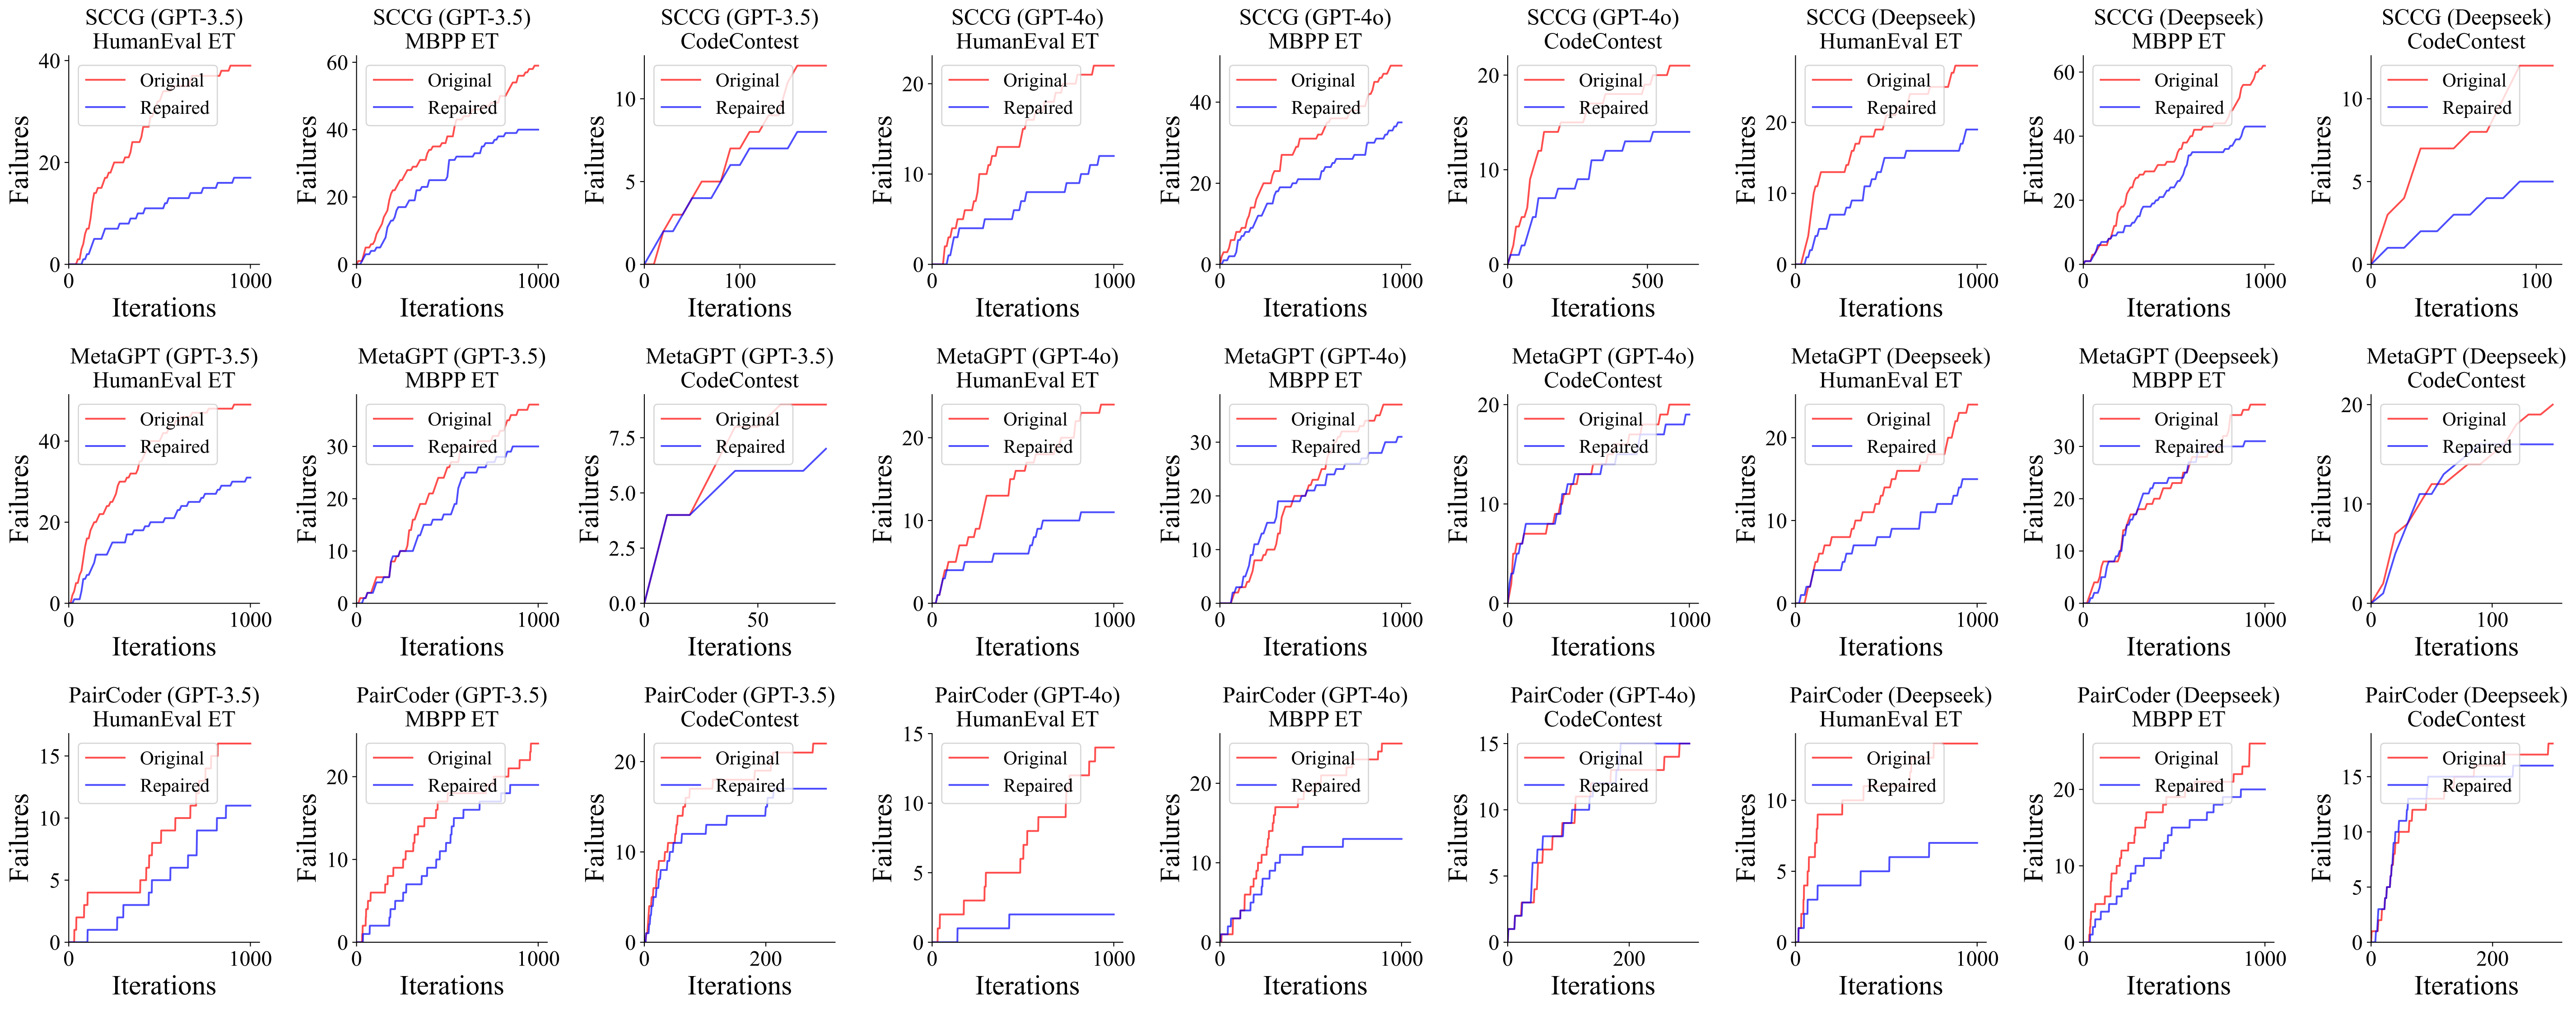 SCCG (GPT-3.5)
HumanEval ET
40
20
0
0
1000
Failures
Iterations
Original
Repaired
SCCG (GPT-3.5)
MBPP ET
60
40
20
0
0
1000
Failures
Iterations
Original
Repaired
SCCG (GPT-3.5)
CodeContest
10
5
0
0
100
Failures
Iterations
Original
Repaired
SCCG (GPT-4o)
HumanEval ET
20
10
0
0
1000
Failures
Iterations
Original
Repaired
SCCG (GPT-4o)
MBPP ET
40
20
0
0
1000
Failures
Iterations
Original
Repaired
SCCG (GPT-4o)
CodeContest
20
10
0
0
500
Failures
Iterations
Original
Repaired
SCCG (Deepseek)
HumanEval ET
20
10
0
0
1000
Failures
Iterations
Original
Repaired
SCCG (Deepseek)
MBPP ET
60
40
20
0
0
1000
Failures
Iterations
Original
Repaired
SCCG (Deepseek)
CodeContest
10
5
0
0
100
Failures
Iterations
Original
Repaired
MetaGPT (GPT-3.5)
HumanEval ET
40
20
0
0
1000
Failures
Iterations
Original
Repaired
MetaGPT (GPT-3.5)
MBPP ET
30
20
10
0
0
1000
Failures
Iterations
Original
Repaired
MetaGPT (GPT-3.5)
CodeContest
7.5
5.0
2.5
0.0
0
50
Failures
Iterations
Original
Repaired
MetaGPT (GPT-4o)
HumanEval ET
20
10
0
0
1000
Failures
Iterations
Original
Repaired
MetaGPT (GPT-4o)
MBPP ET
30
20
10
0
0
1000
Failures
Iterations
Original
Repaired
MetaGPT (GPT-4o)
CodeContest
20
10
0
0
1000
Failures
Iterations
Original
Repaired
MetaGPT (Deepseek)
HumanEval ET
20
10
0
0
1000
Failures
Iterations
Original
Repaired
MetaGPT (Deepseek)
MBPP ET
30
20
10
0
0
1000
Failures
Iterations
Original
Repaired
MetaGPT (Deepseek)
CodeContest
20
10
0
0
100
Failures
Iterations
Original
Repaired
PairCoder (GPT-3.5)
HumanEval ET
15
10
5
0
0
1000
Failures
Iterations
Original
Repaired
PairCoder (GPT-3.5)
MBPP ET
20
10
0
0
1000
Failures
Iterations
Original
Repaired
PairCoder (GPT-3.5)
CodeContest
20
10
0
0
200
Failures
Iterations
Original
Repaired
PairCoder (GPT-4o)
HumanEval ET
15
10
5
0
0
1000
Failures
Iterations
Original
Repaired
PairCoder (GPT-4o)
MBPP ET
20
10
0
0
1000
Failures
Iterations
Original
Repaired
PairCoder (GPT-4o)
CodeContest
15
10
5
0
0
200
Failures
Iterations
Original
Repaired
PairCoder (Deepseek)
HumanEval ET
10
5
0
0
1000
Failures
Iterations
Original
Repaired
PairCoder (Deepseek)
MBPP ET
20
10
0
0
1000
Failures
Iterations
Original
Repaired
PairCoder (Deepseek)
CodeContest
15
10
5
0
0
200
Failures
Iterations
Original
Repaired